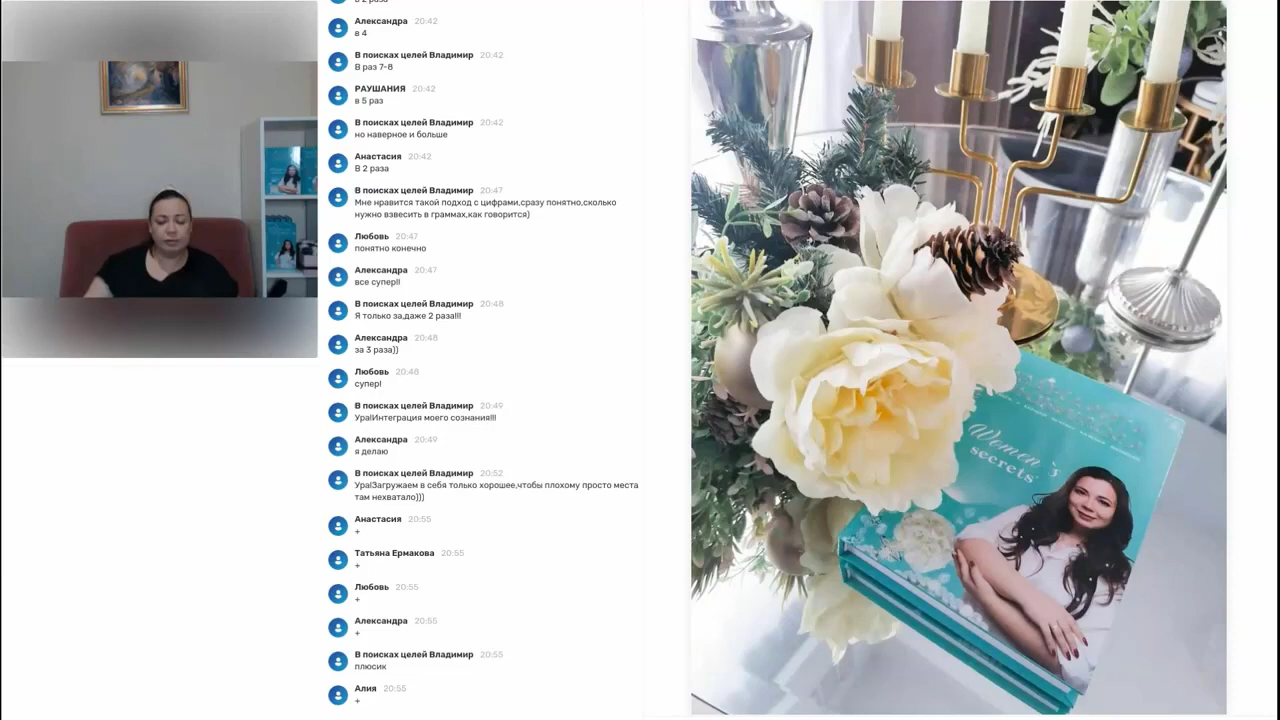 в 2 раза
Александра 20:42
в 4
В поисках целей Владимир 20:42
В раз 7-8
РАУШАНИЯ 20:42
в 5 раз
В поисках целей Владимир 20:42
но наверное и больше
Анастасия 20:42
В 2 раза
В поисках целей Владимир 20:47
Мне нравится такой подход с цифрами,сразу понятно,сколько
нужно взвесить в граммах,как говорится)
Любовь 20:47
понятно конечно
Александра 20:47
все супер!!
В поисках целей Владимир 20:48
Я только за,даже 2 раза!!!
Александра 20:48
за 3 раза))
Любовь 20:48
супер!
В поисках целей Владимир 20:49
Ура!Интеграция моего сознания!!!
Александра 20:49
я делаю
В поисках целей Владимир 20:52
Ура!Загружаем в себя только хорошее,чтобы плохому просто места
там нехватало)))
Анастасия 20:55
+
Татьяна Ермакова 20:55
+
Любовь 20:55
+
Александра 20:55
+
В поисках целей Владимир 20:55
плюсик
Алия 20:55
+
Women's
secrets